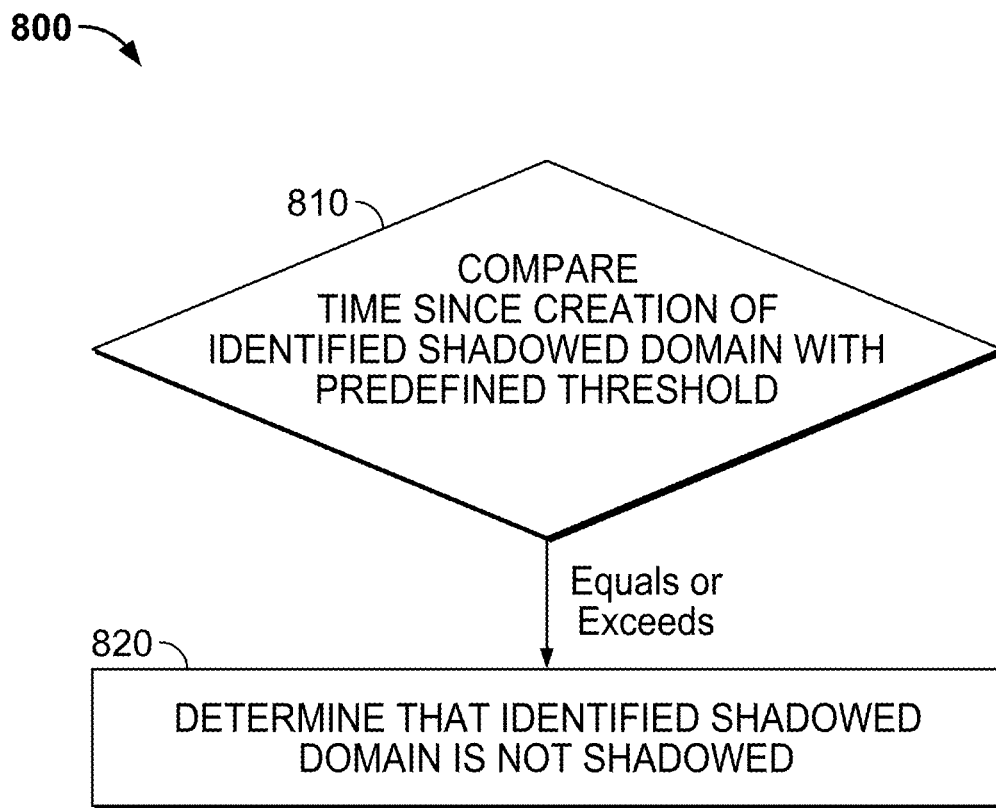 800
810
COMPARE
TIME SINCE CREATION OF
IDENTIFIED SHADOWED DOMAIN WITH
PREDEFINED THRESHOLD
Equals or
Exceeds
820
DETERMINE THAT IDENTIFIED SHADOWED
DOMAIN IS NOT SHADOWED